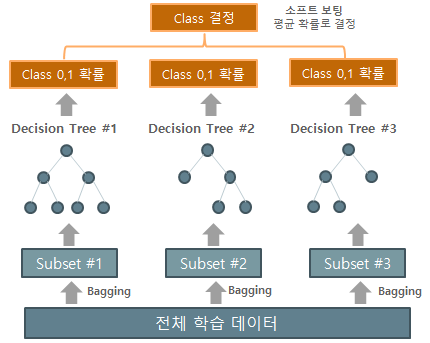 Class 결정
소프트 보팅
평균 확률로 결정
Class 0,1 확률
Class 0,1 확률
Class 0,1 확률
Decision Tree #1
Decision Tree #2
Decision Tree #3
Subset #1
Subset #2
Subset #3
Bagging
Bagging
Bagging
전체 학습 데이터